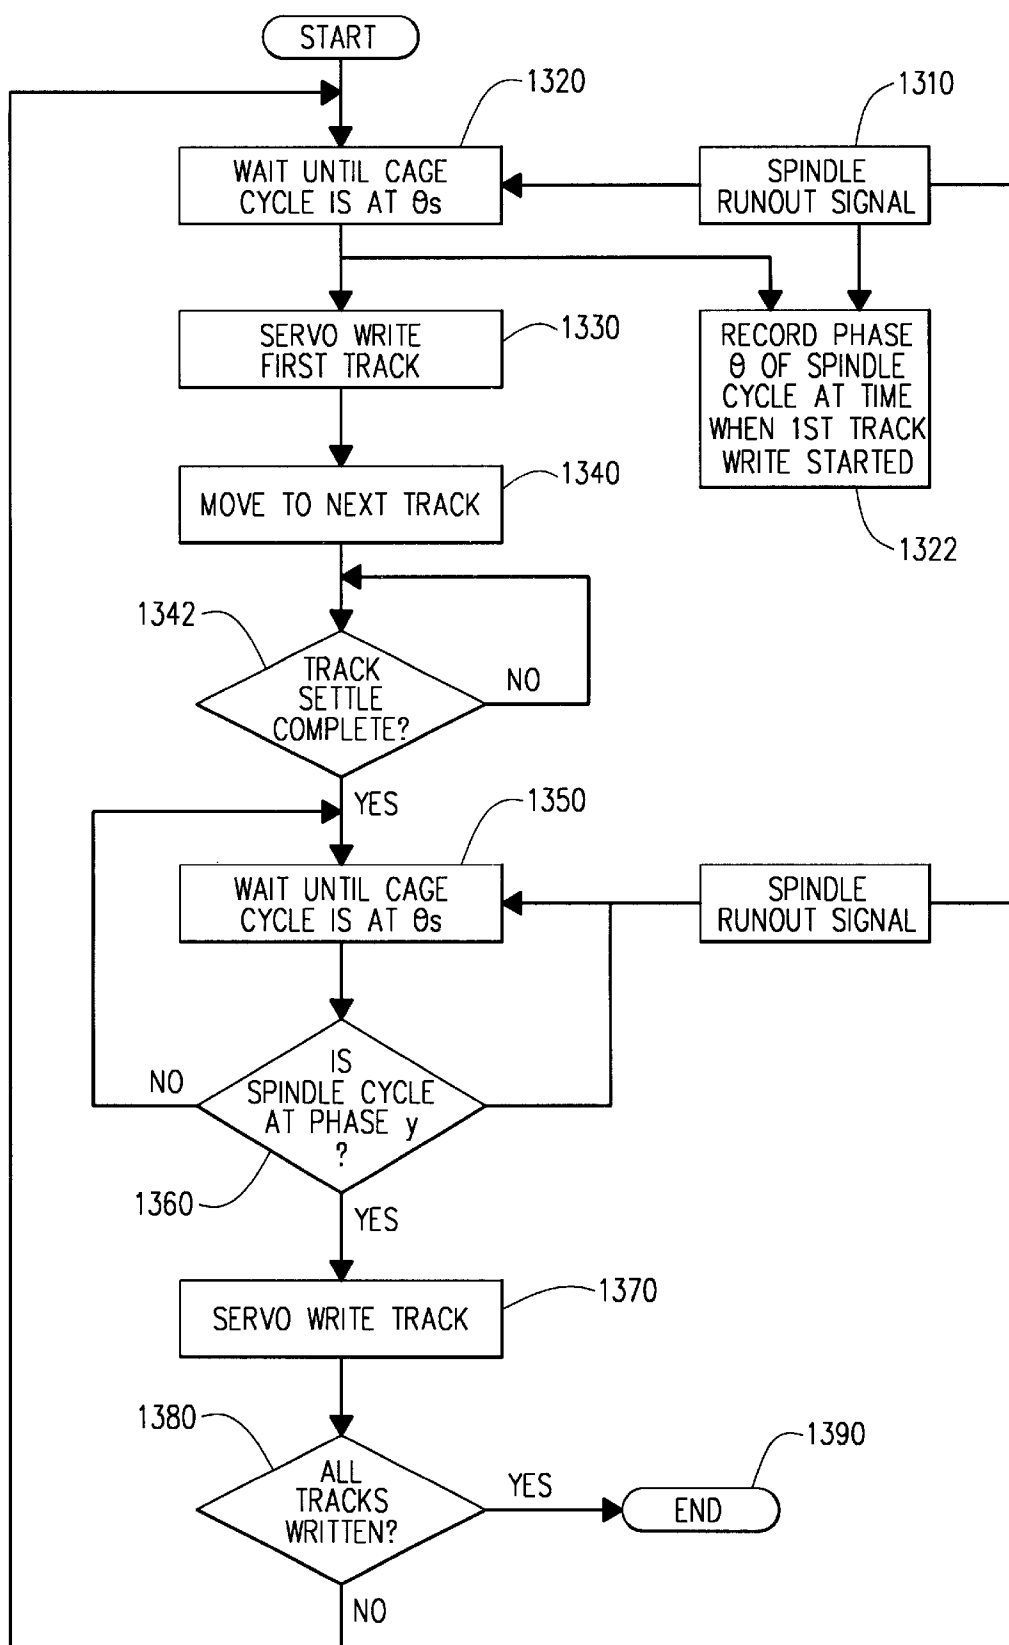 START
1320
1310
WAIT UNTIL CAGE
CYCLE IS AT θs
SPINDLE
RUNOUT SIGNAL
SERVO WRITE
FIRST TRACK
1330
RECORD PHASE
θ OF SPINDLE
CYCLE AT TIME
WHEN 1ST TRACK
WRITE STARTED
1340
MOVE TO NEXT TRACK
1322
1342
TRACK
SETTLE
COMPLETE?
NO
YES
1350
WAIT UNTIL CAGE
CYCLE IS AT θs
SPINDLE
RUNOUT SIGNAL
IS
SPINDLE CYCLE
AT PHASE y
?
NO
1360
YES
1370
SERVO WRITE TRACK
1380
1390
ALL
TRACKS
WRITTEN?
YES
END
NO